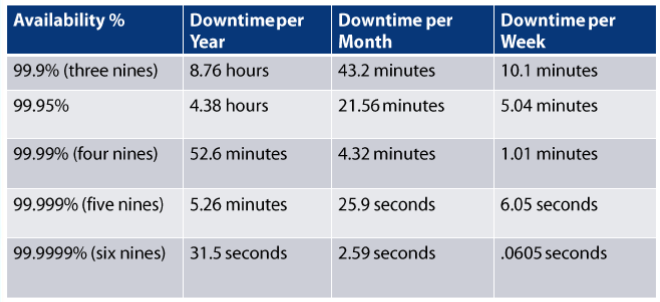 Availability % Downtime per Year Downtime per Month Downtime per Week
99.9% (three nines) 8.76 hours 43.2 minutes 10.1 minutes
99.95% 4.38 hours 21.56 minutes 5.04 minutes
99.99% (four nines) 52.6 minutes 4.32 minutes 1.01 minutes
99.999% (five nines) 5.26 minutes 25.9 seconds 6.05 seconds
99.9999% (six nines) 31.5 seconds 2.59 seconds .0605 seconds